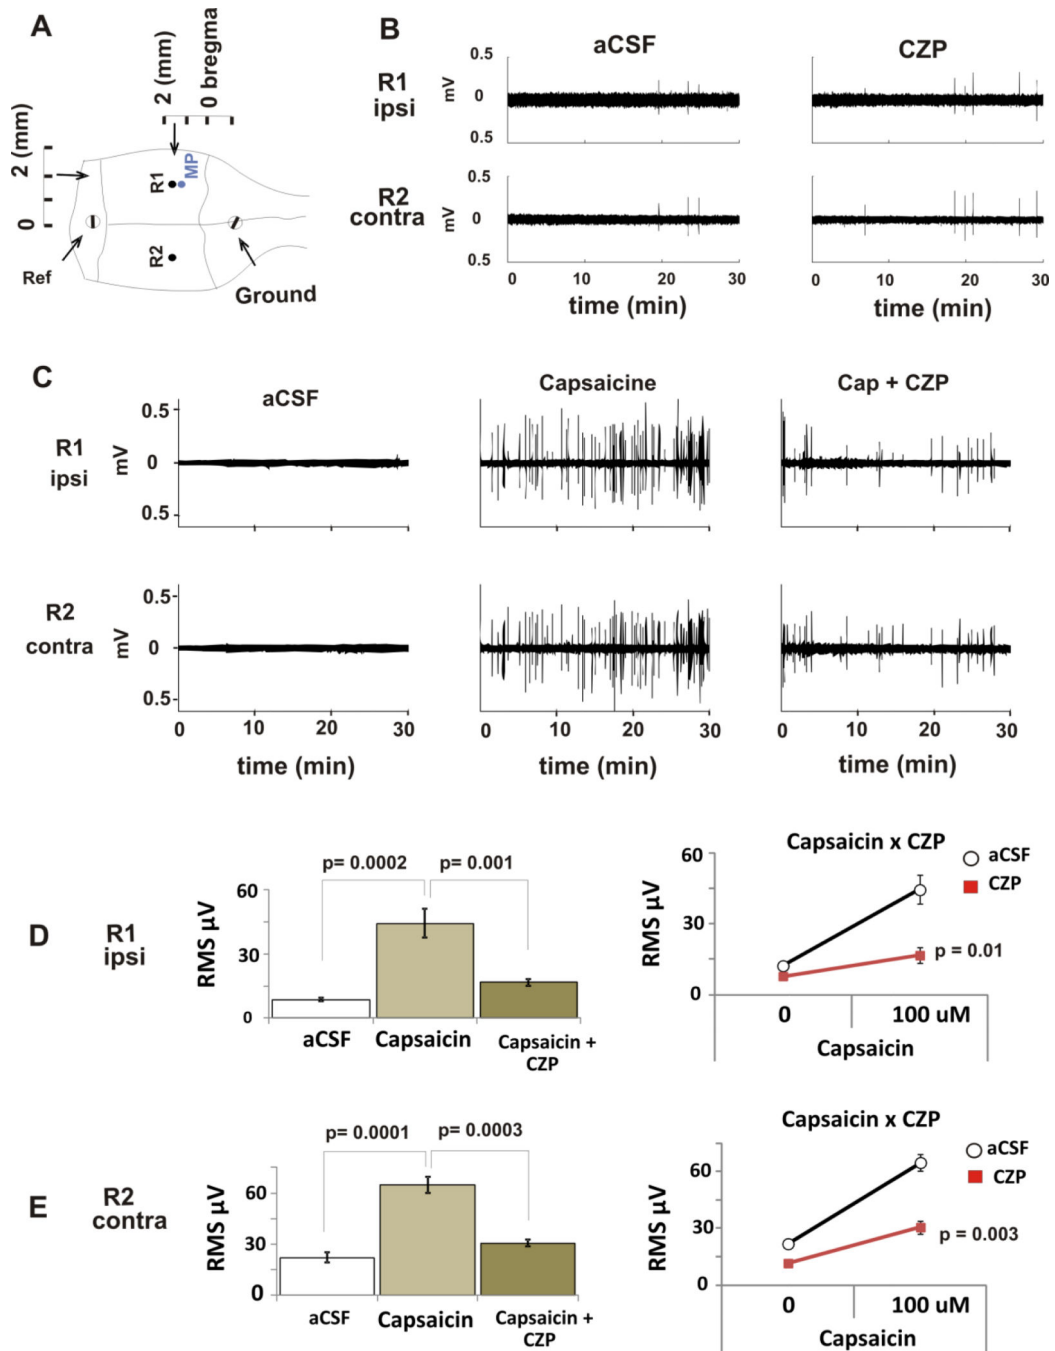 A
2 (mm)
0 bregma
2 (mm)
0
R1
MP
R2
Ref
Ground
B
aCSF
CZP
R1
ipsi
mV
0.5
0
0.5
R2
contra
mV
0.5
0
0.5
0 10 20 30
0 10 20 30
time (min)
time (min)
C
aCSF
Capsaicine
Cap + CZP
R1
ipsi
mV
0.5
0
0.5
0 10 20 30
R2
contra
mV
0.5
0
0.5
0 10 20 30
0 10 20 30
0 10 20 30
time (min)
time (min)
time (min)
D
R1
ipsi
p= 0.0002
p= 0.001
RMS µV
60
30
0
aCSF
Capsaicin
Capsaicin +
CZP
Capsaicin x CZP
aCSF
CZP
RMS µV
60
30
0
p = 0.01
0
100 uM
Capsaicin
E
R2
contra
p= 0.0001
p= 0.0003
RMS µV
60
30
0
aCSF
Capsaicin
Capsaicin +
CZP
Capsaicin x CZP
aCSF
CZP
RMS µV
60
30
0
p = 0.003
0
100 uM
Capsaicin